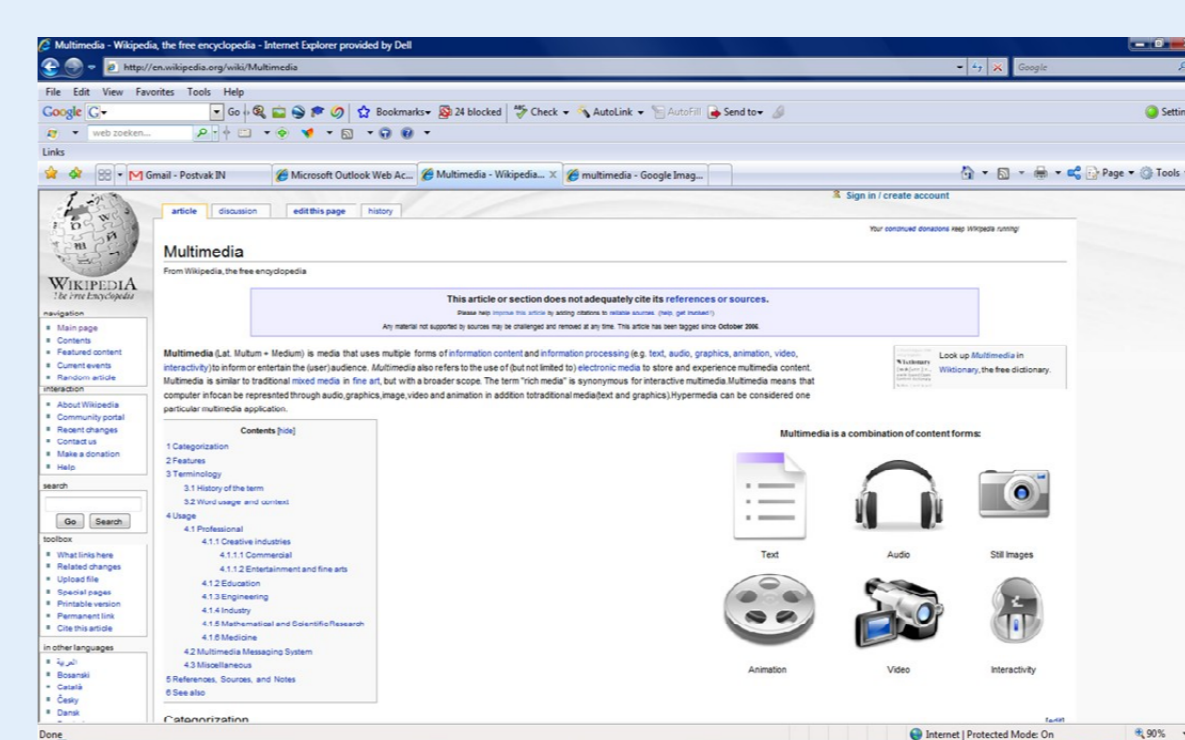 Multimedia - Wikipedia, the free encyclopedia - Internet Explorer provided by Dell
http://en.wikipedia.org/wiki/Multimedia
Google
File Edit View Favorites Tools Help
Google G Go Bookmarks 24 blocked Check AutoLink AutoFill Send to Settin
web zoeken...
Links
Gmail - Postvak IN Microsoft Outlook Web Ac... Multimedia - Wikipedia... X multimedia - Google Imag... Page Tools
Sign in / create account
article discussion edit this page history
Your continued donations keep Wikipedia running!
Multimedia
From Wikipedia, the free encyclopedia
WIKIPEDIA
The Free Encyclopedia
This article or section does not adequately cite its references or sources.
Please help improve this article by adding citations to reliable sources. (help, get involved!)
Any material not supported by sources may be challenged and removed at any time. This article has been tagged since October 2006.
navigation
Main page
Contents
Featured content
Current events
Random article
interaction
About Wikipedia
Community portal
Recent changes
Contact us
Make a donation
Help
search
Go Search
toolbox
What links here
Related changes
Upload file
Special pages
Printable version
Permanent link
Cite this article
in other languages
العربية
Bosanski
Català
Česky
Dansk
Multimedia (Lat. Multum + Medium) is media that uses multiple forms of information content and information processing (e.g. text, audio, graphics, animation, video,
interactivity) to inform or entertain the (user) audience. Multimedia also refers to the use of (but not limited to) electronic media to store and experience multimedia content.
Multimedia is similar to traditional mixed media in fine art, but with a broader scope. The term "rich media" is synonymous for interactive multimedia.Multimedia means that
computer infocan be represnted through audio,graphics,image,video and animation in addition totraditional media(text and graphics).Hypermedia can be considered one
particular multimedia application.
Look up Multimedia in
Wiktionary, the free dictionary.
Contents [hide]
1 Categorization
2 Features
3 Terminology
3.1 History of the term
3.2 Word usage and context
4 Usage
4.1 Professional
4.1.1 Creative industries
4.1.1.1 Commercial
4.1.1.2 Entertainment and fine arts
4.1.2 Education
4.1.3 Engineering
4.1.4 Industry
4.1.5 Mathematical and Scientific Research
4.1.6 Medicine
4.2 Multimedia Messaging System
4.3 Miscellaneous
5 References, Sources, and Notes
6 See also
Multimedia is a combination of content forms:
Text Audio Still Images
Animation Video Interactivity
Categorization
[edit]
Done
Internet | Protected Mode: On
90%